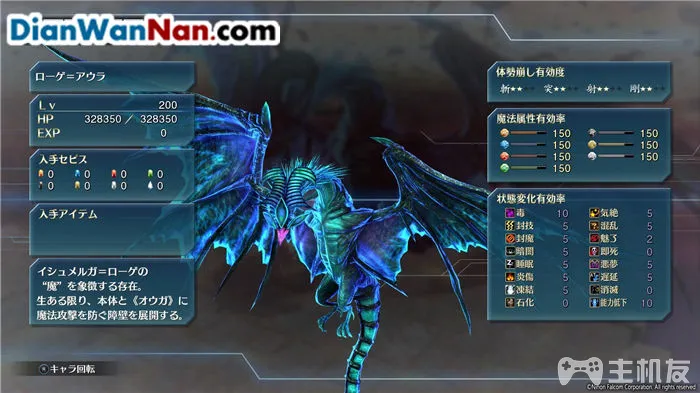 DianWanNan.com
ローゲ=アウラ
Lv 200
HP 328350 / 328350
EXP 0
入手セピス
0 0 0 0
0 0 0 0
入手アイテム
イシュメルガ=ローゲの
“魔”を象徴する存在。
生ある限り、本体と《オウガ》に
魔法攻撃を防ぐ障壁を展開する。
キャラ回転
体勢崩し有効度
斬★★ 突★★ 射★★ 剛★★
魔法属性有効率
150 150
150 150
150 150
150
状態変化有効率
毒 10 気絶 5
封技 5 混乱 5
封魔 5 魅了 2
暗闇 5 即死 0
睡眠 5 悪夢 5
炎傷 5 遅延 5
凍結 5 消滅 0
石化 0 能力低下 10
主机友
©Nihon Falcom Corporation. All rights reserved.